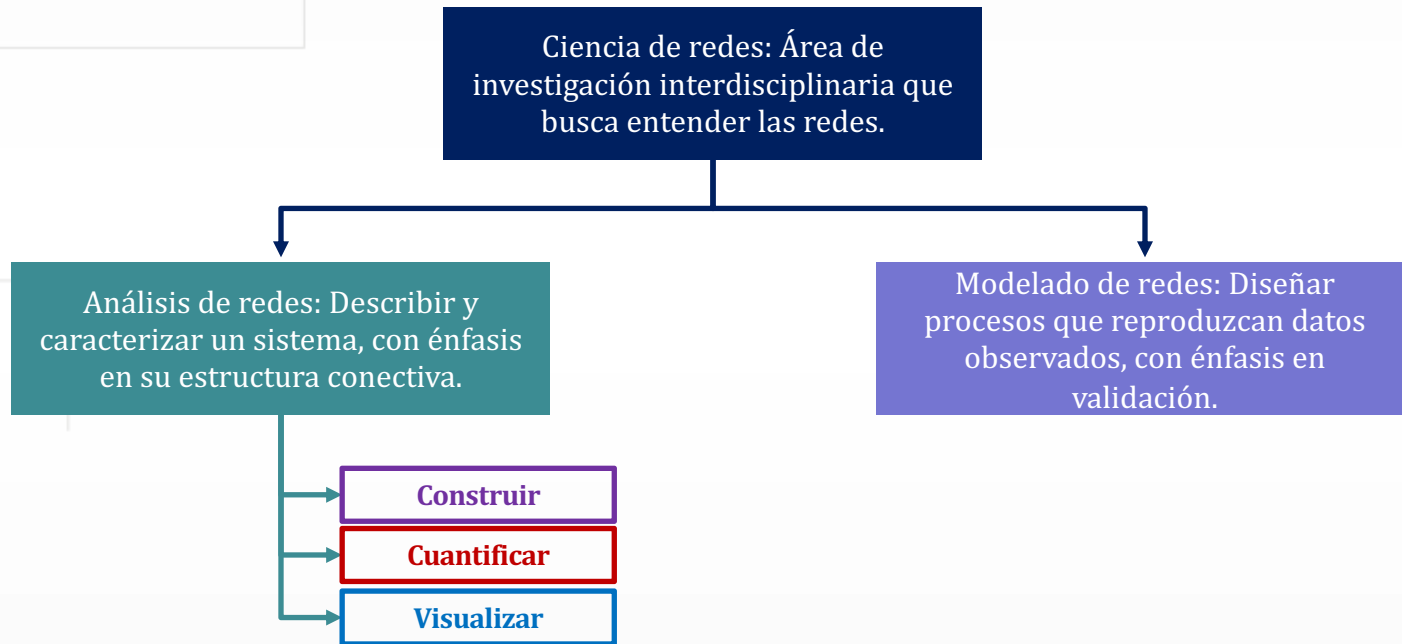 Ciencia de redes: Área de
investigación interdisciplinaria que
busca entender las redes.
Análisis de redes: Describir y
caracterizar un sistema, con énfasis
en su estructura conectiva.
Modelado de redes: Diseñar
procesos que reproduzcan datos
observados, con énfasis en
validación.
Construir
Cuantificar
Visualizar